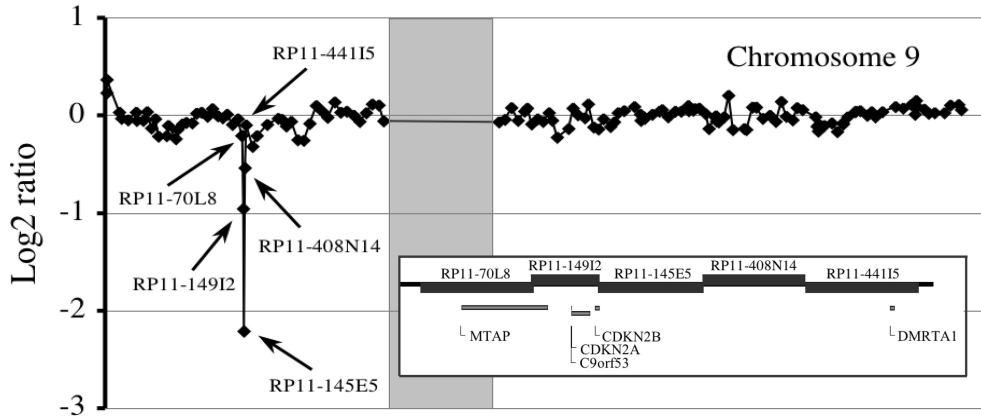 1
RP11-441I5
Chromosome 9
0
RP11-70L8
Log2 ratio
-1
RP11-408N14
RP11-149I2
RP11-149I2 RP11-408N14
RP11-70L8 RP11-145E5 RP11-441I5
-2
MTAP CDKN2B DMRTA1
CDKN2A
C9orf53
RP11-145E5
-3